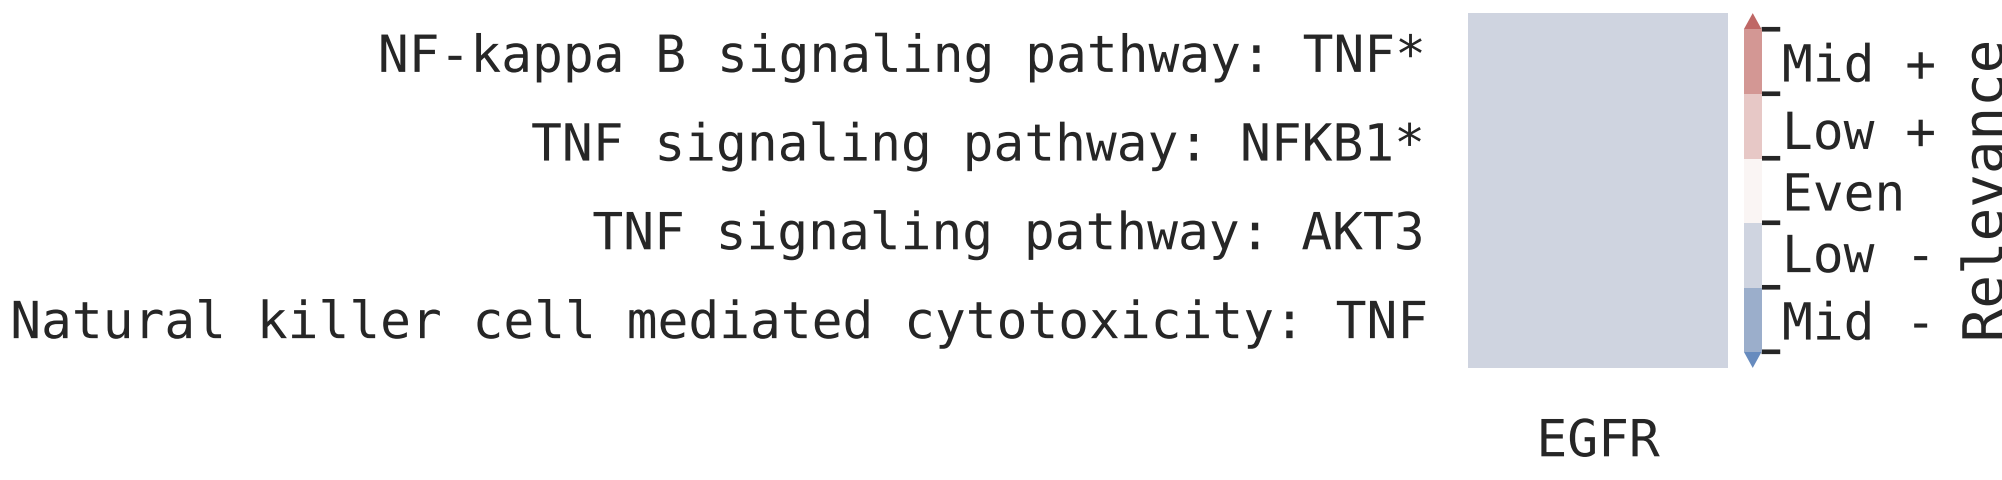 NF-kappa B signaling pathway: TNF*
TNF signaling pathway: NFKB1*
TNF signaling pathway: AKT3
Natural killer cell mediated cytotoxicity: TNF
EGFR
Mid +
Low +
Even
Low -
Mid -
Relevance